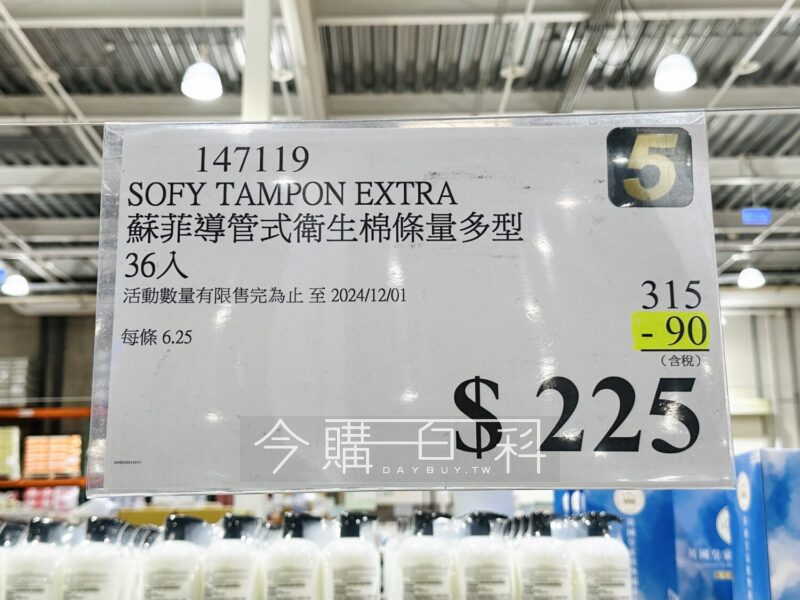 147119
5
SOFY TAMPON EXTRA
蘇菲導管式衛生棉條量多型
36入
活動數量有限售完為止 至 2024/12/01
315
- 90
(含稅)
每條 6.25
$ 225
今購百科
DAYBUY.TW